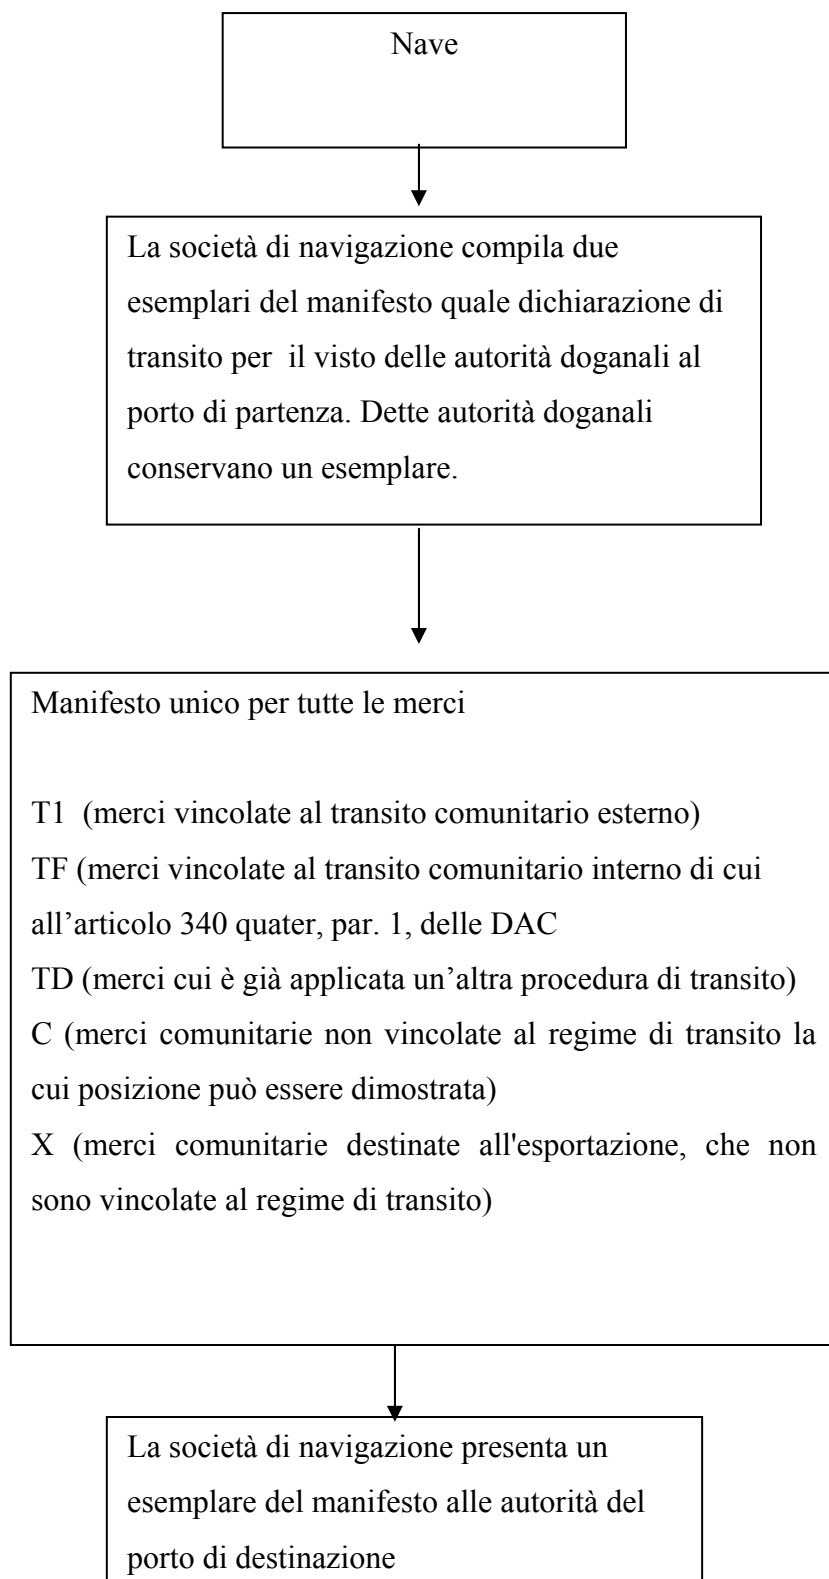 Nave
La società di navigazione compila due
esemplari del manifesto quale dichiarazione di
transito per il visto delle autorità doganali al
porto di partenza. Dette autorità doganali
conservano un esemplare.
Manifesto unico per tutte le merci
T1 (merci vincolate al transito comunitario esterno)
TF (merci vincolate al transito comunitario interno di cui
all’articolo 340 quater, par. 1, delle DAC
TD (merci cui è già applicata un’altra procedura di transito)
C (merci comunitarie non vincolate al regime di transito la
cui posizione può essere dimostrata)
X (merci comunitarie destinate all'esportazione, che non
sono vincolate al regime di transito)
La società di navigazione presenta un
esemplare del manifesto alle autorità del
porto di destinazione